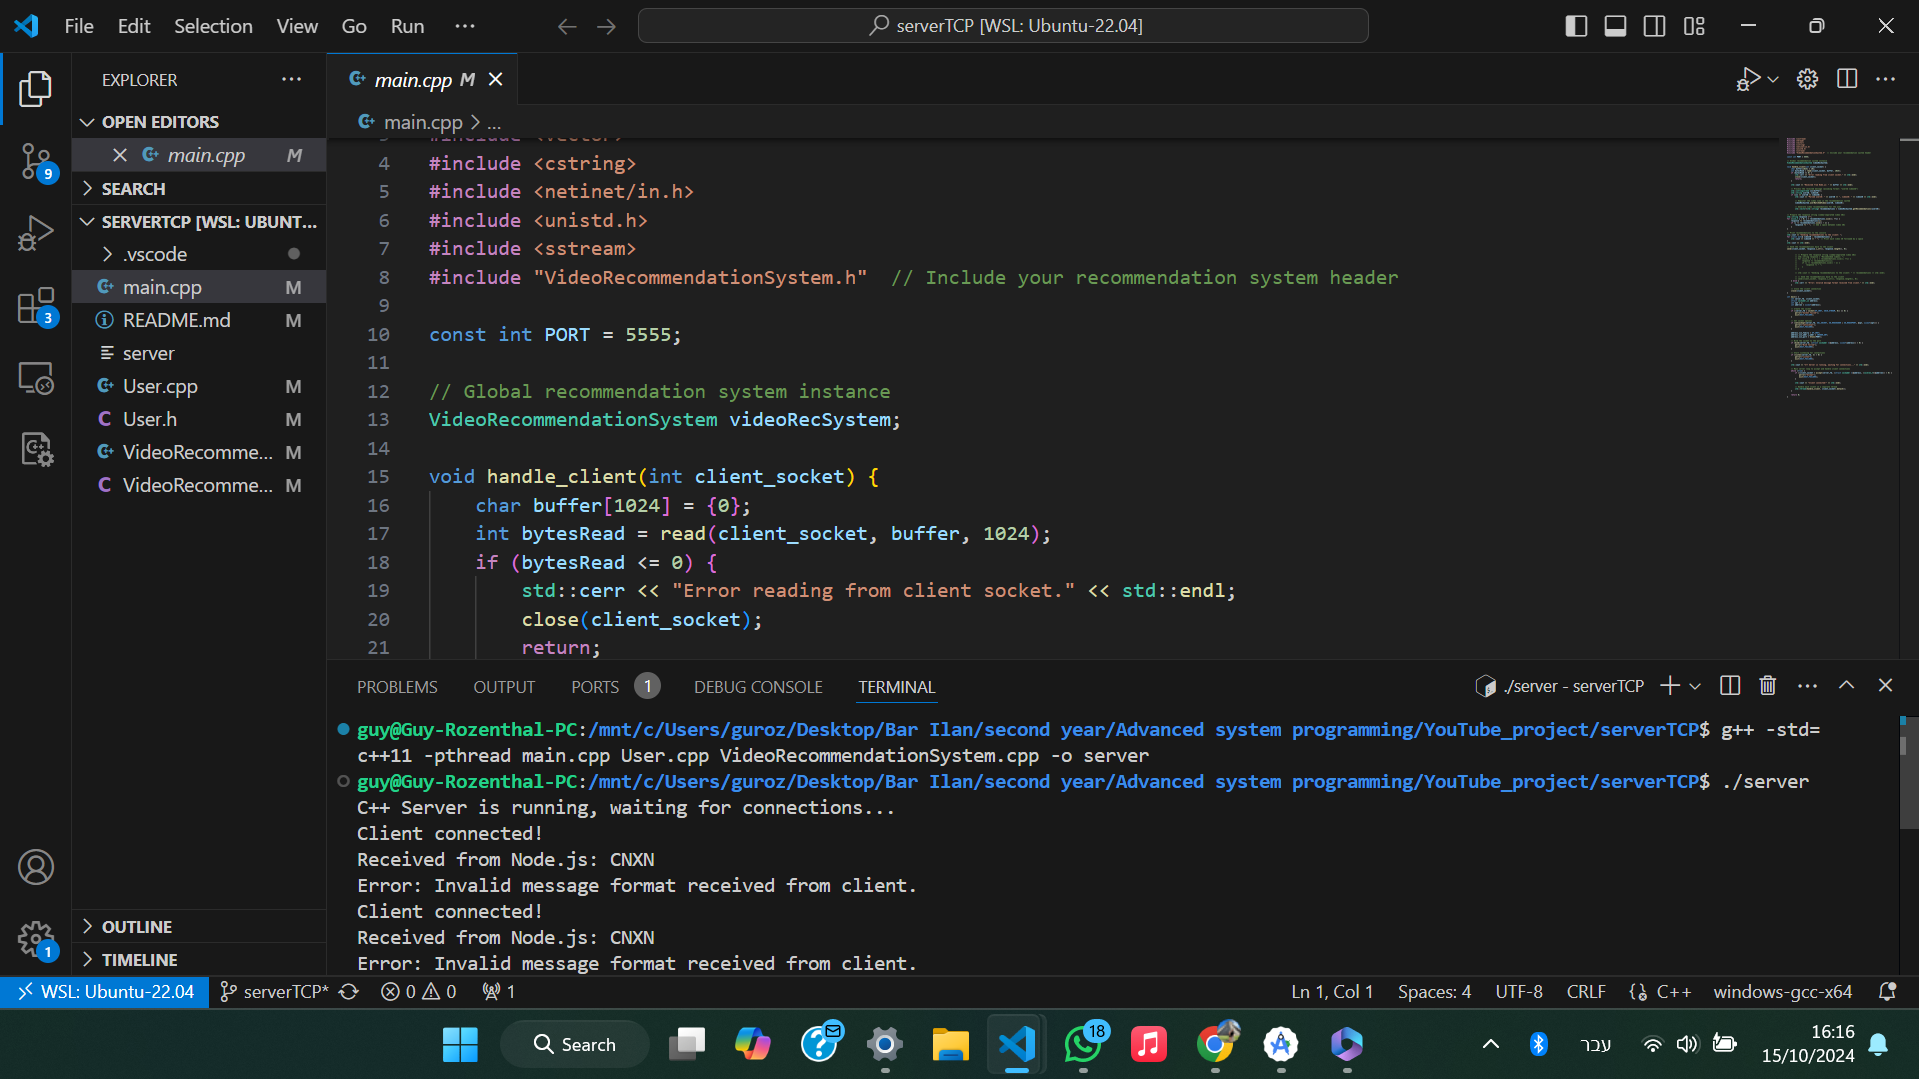 File Edit Selection View Go Run ...
serverTCP [WSL: Ubuntu-22.04]
EXPLORER
OPEN EDITORS
main.cpp M
SEARCH
SERVERTCP [WSL: UBUNT...
.vscode
main.cpp M
README.md M
server
User.cpp M
User.h M
VideoRecomme... M
VideoRecomme... M
OUTLINE
TIMELINE
9
3
1
main.cpp M
main.cpp > ...
3 #include <vector>
4 #include <cstring>
5 #include <netinet/in.h>
6 #include <unistd.h>
7 #include <sstream>
8 #include "VideoRecommendationSystem.h"  // Include your recommendation system header
9
10 const int PORT = 5555;
11
12 // Global recommendation system instance
13 VideoRecommendationSystem videoRecSystem;
14
15 void handle_client(int client_socket) {
16 char buffer[1024] = {0};
17 int bytesRead = read(client_socket, buffer, 1024);
18 if (bytesRead <= 0) {
19 std::cerr << "Error reading from client socket." << std::endl;
20 close(client_socket);
21 return;
PROBLEMS OUTPUT PORTS 1 DEBUG CONSOLE TERMINAL
./server - serverTCP
guy@Guy-Rozenthal-PC:/mnt/c/Users/guroz/Desktop/Bar Ilan/second year/Advanced system programming/YouTube_project/serverTCP$ g++ -std=
c++11 -pthread main.cpp User.cpp VideoRecommendationSystem.cpp -o server
guy@Guy-Rozenthal-PC:/mnt/c/Users/guroz/Desktop/Bar Ilan/second year/Advanced system programming/YouTube_project/serverTCP$ ./server
C++ Server is running, waiting for connections...
Client connected!
Received from Node.js: CNXN
Error: Invalid message format received from client.
Client connected!
Received from Node.js: CNXN
Error: Invalid message format received from client.
WSL: Ubuntu-22.04 serverTCP* 0 0 1
Ln 1, Col 1 Spaces: 4 UTF-8 CRLF C++ windows-gcc-x64
Search
18
עבר
16:16
15/10/2024